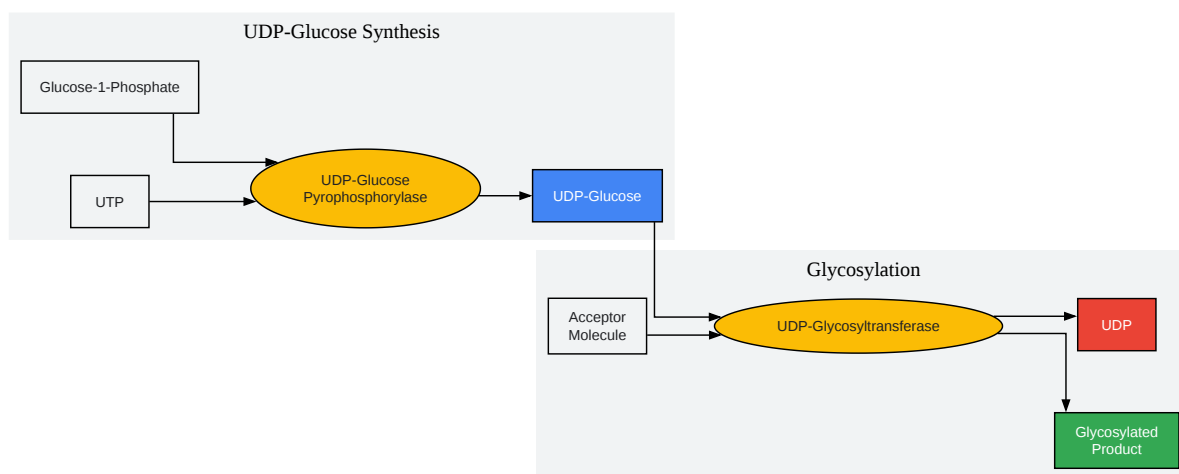 UDP-Glucose Synthesis
Glucose-1-Phosphate
UDP-Glucose
Pyrophosphorylase
UTP
UDP-Glucose
Glycosylation
Acceptor
Molecule
UDP-Glycosyltransferase
UDP
Glycosylated
Product